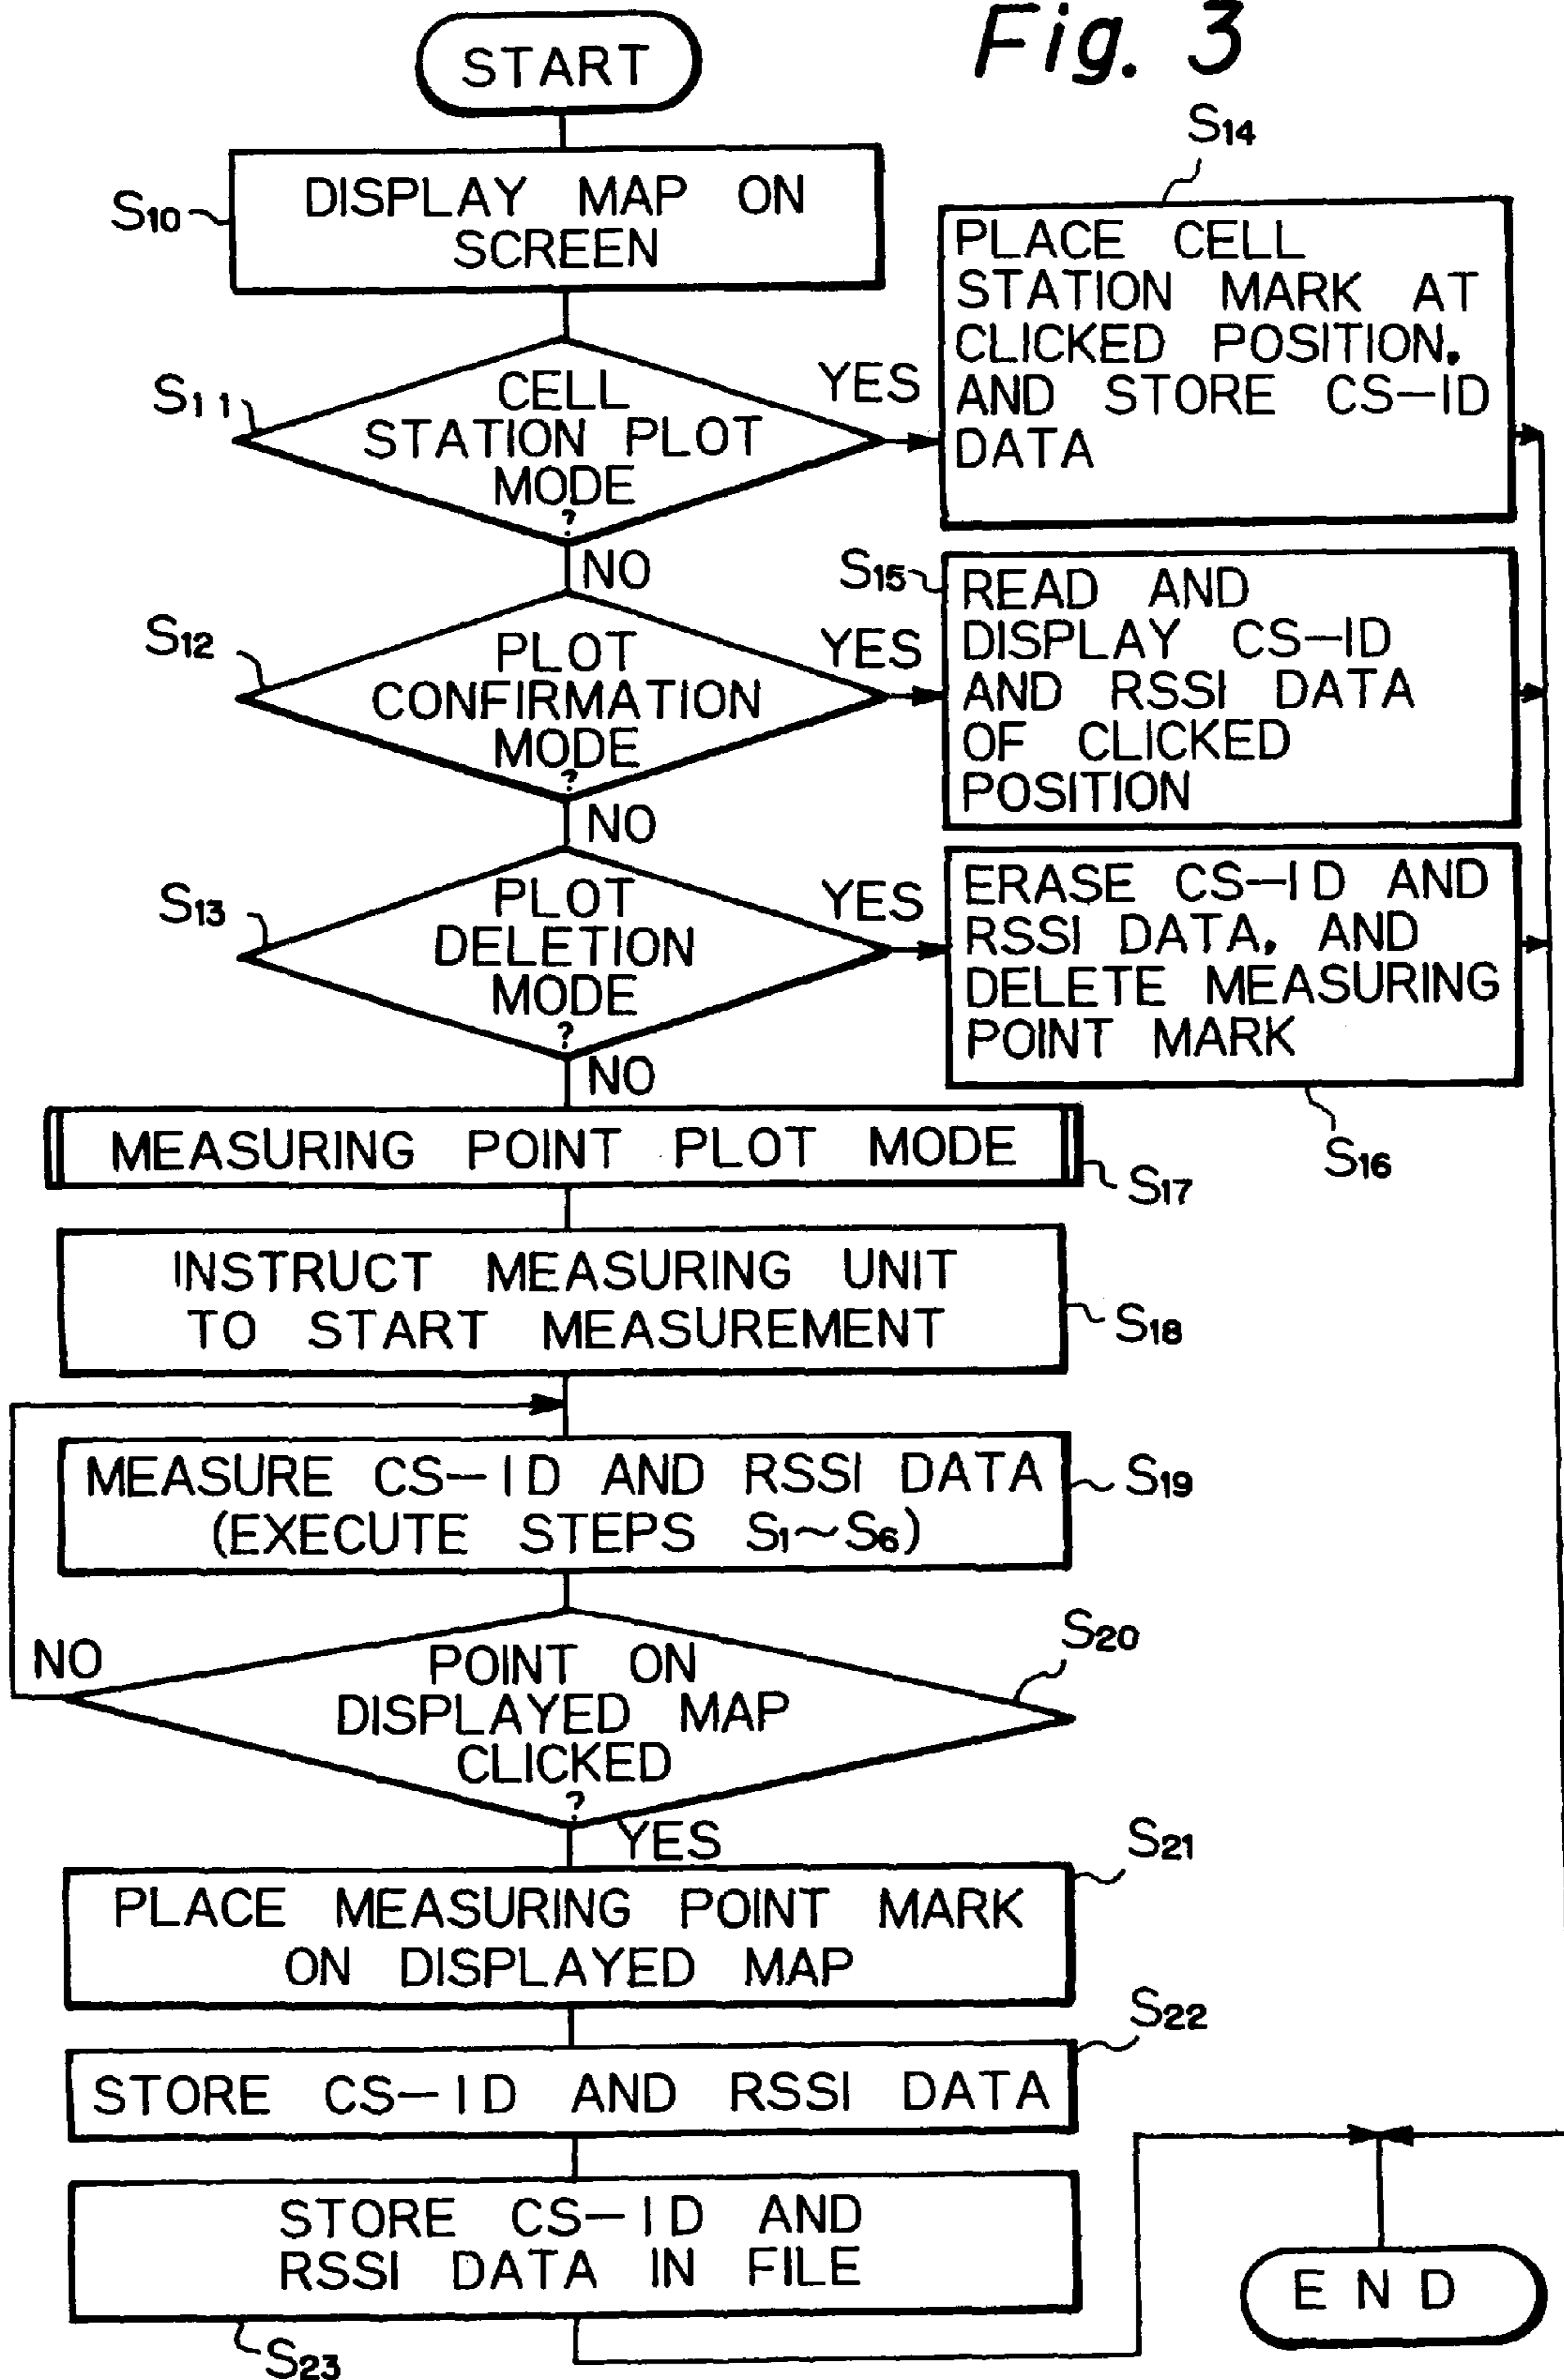 Fig. 3
START
S10
DISPLAY MAP ON
SCREEN
S11
CELL
STATION PLOT
MODE
?
YES
NO
S14
PLACE CELL
STATION MARK AT
CLICKED POSITION,
AND STORE CS-ID
DATA
S12
PLOT
CONFIRMATION
MODE
?
YES
NO
S15
READ AND
DISPLAY CS-ID
AND RSSI DATA
OF CLICKED
POSITION
S13
PLOT
DELETION
MODE
?
YES
NO
ERASE CS-ID AND
RSSI DATA, AND
DELETE MEASURING
POINT MARK
S16
MEASURING POINT PLOT MODE
S17
INSTRUCT MEASURING UNIT
TO START MEASUREMENT
S18
MEASURE CS-ID AND RSSI DATA
(EXECUTE STEPS S1~S6)
S19
NO
POINT ON
DISPLAYED MAP
CLICKED
?
S20
YES
PLACE MEASURING POINT MARK
ON DISPLAYED MAP
S21
STORE CS-ID AND RSSI DATA
S22
STORE CS-ID AND
RSSI DATA IN FILE
S23
END